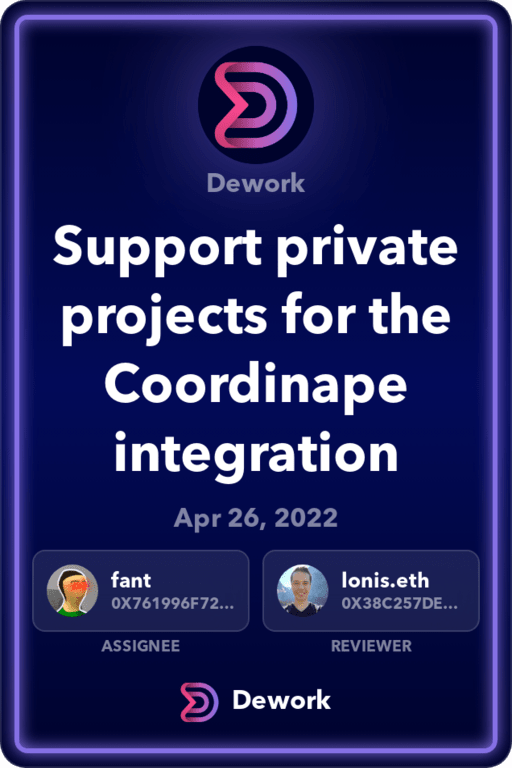 Dework
Support private
projects for the
Coordinape
integration
Apr 26, 2022
fant
0X761996F72...
ASSIGNEE
lonis.eth
0X38C257DE...
REVIEWER
Dework